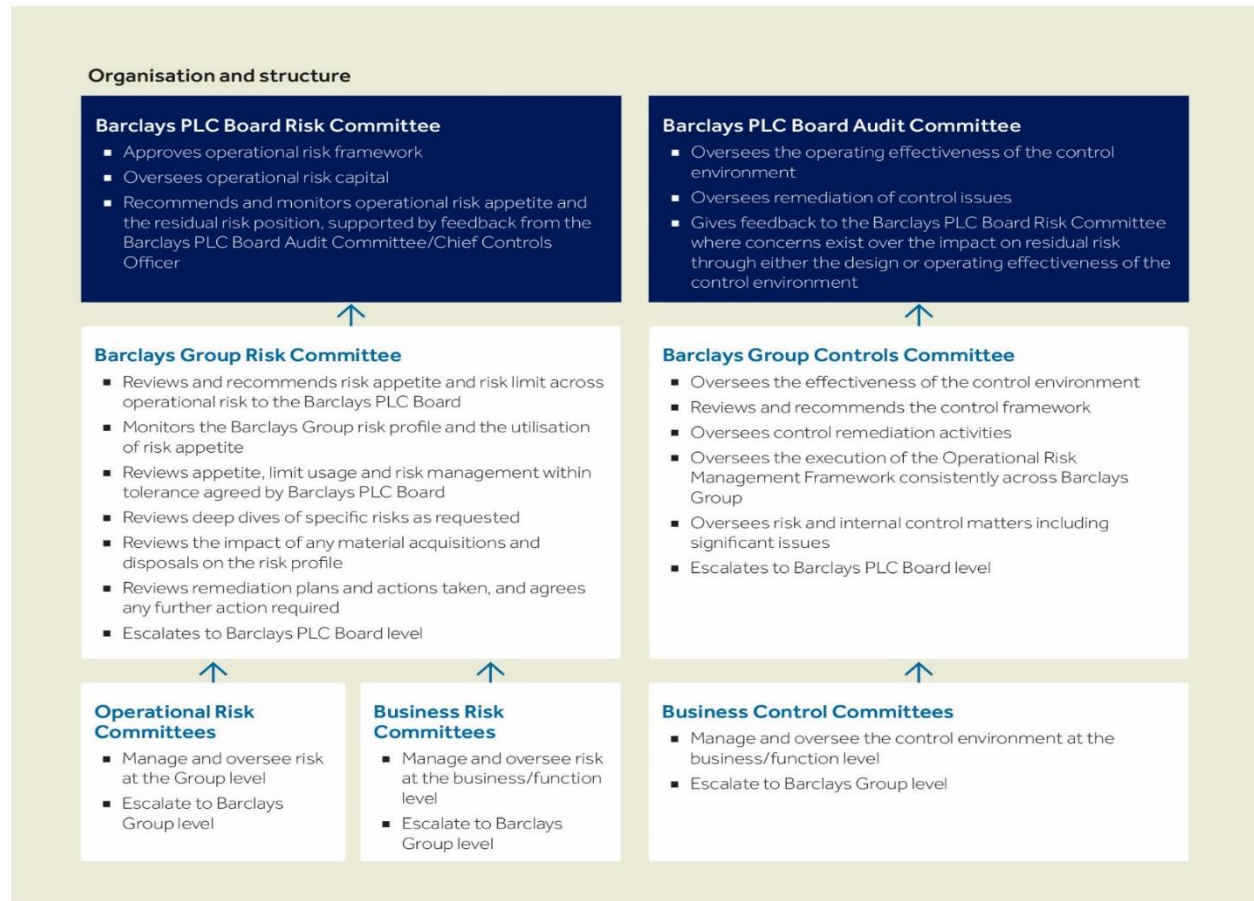 Organisation and structure
Barclays PLC Board Risk Committee
■ Approves operational risk framework
■ Oversees operational risk capital
■ Recommends and monitors operational risk appetite and
the residual risk position, supported by feedback from the
Barclays PLC Board Audit Committee/Chief Controls
Officer
Barclays PLC Board Audit Committee
■ Oversees the operating effectiveness of the control
environment
■ Oversees remediation of control issues
■ Gives feedback to the Barclays PLC Board Risk Committee
where concerns exist over the impact on residual risk
through either the design or operating effectiveness of the
control environment
Barclays Group Risk Committee
■ Reviews and recommends risk appetite and risk limit across
operational risk to the Barclays PLC Board
■ Monitors the Barclays Group risk profile and the utilisation
of risk appetite
■ Reviews appetite, limit usage and risk management within
tolerance agreed by Barclays PLC Board
■ Reviews deep dives of specific risks as requested
■ Reviews the impact of any material acquisitions and
disposals on the risk profile
■ Reviews remediation plans and actions taken, and agrees
any further action required
■ Escalates to Barclays PLC Board level
Barclays Group Controls Committee
■ Oversees the effectiveness of the control environment
■ Reviews and recommends the control framework
■ Oversees control remediation activities
■ Oversees the execution of the Operational Risk
Management Framework consistently across Barclays
Group
■ Oversees risk and internal control matters including
significant issues
■ Escalates to Barclays PLC Board level
Operational Risk
Committees
■ Manage and oversee risk
at the Group level
■ Escalate to Barclays
Group level
Business Risk
Committees
■ Manage and oversee risk
at the business/function
level
■ Escalate to Barclays
Group level
Business Control Committees
■ Manage and oversee the control environment at the
business/function level
■ Escalate to Barclays Group level